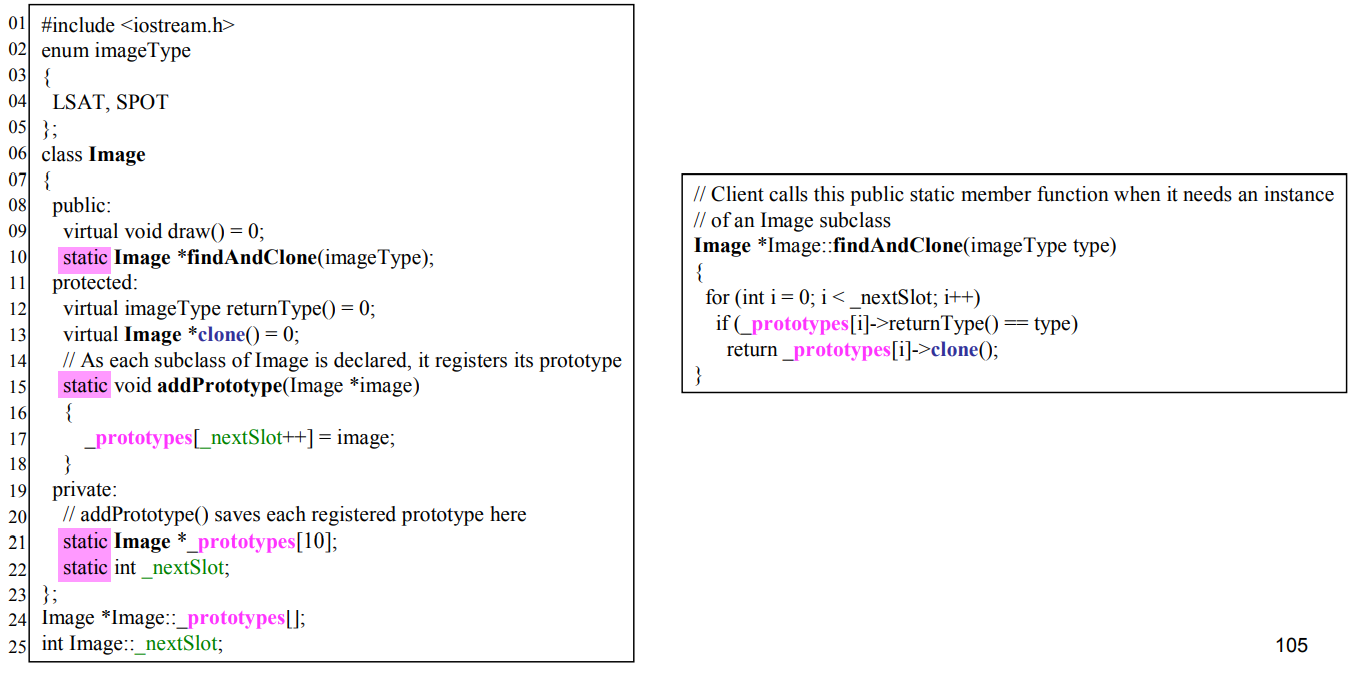 01 #include <iostream.h>
02 enum imageType
03 {
04 LSAT, SPOT
05 };
06 class Image
07 {
08 public:
09 virtual void draw() = 0;
10 static Image *findAndClone(imageType);
11 protected:
12 virtual imageType returnType() = 0;
13 virtual Image *clone() = 0;
14 // As each subclass of Image is declared, it registers its prototype
15 static void addPrototype(Image *image)
16 {
17 _prototypes[_nextSlot++] = image;
18 }
19 private:
20 // addPrototype() saves each registered prototype here
21 static Image *_prototypes[10];
22 static int _nextSlot;
23 };
24 Image *Image::_prototypes[];
25 int Image::_nextSlot;
// Client calls this public static member function when it needs an instance
// of an Image subclass
Image *Image::findAndClone(imageType type)
{
for (int i = 0; i < _nextSlot; i++)
if (_prototypes[i]->returnType() == type)
return _prototypes[i]->clone();
}
105